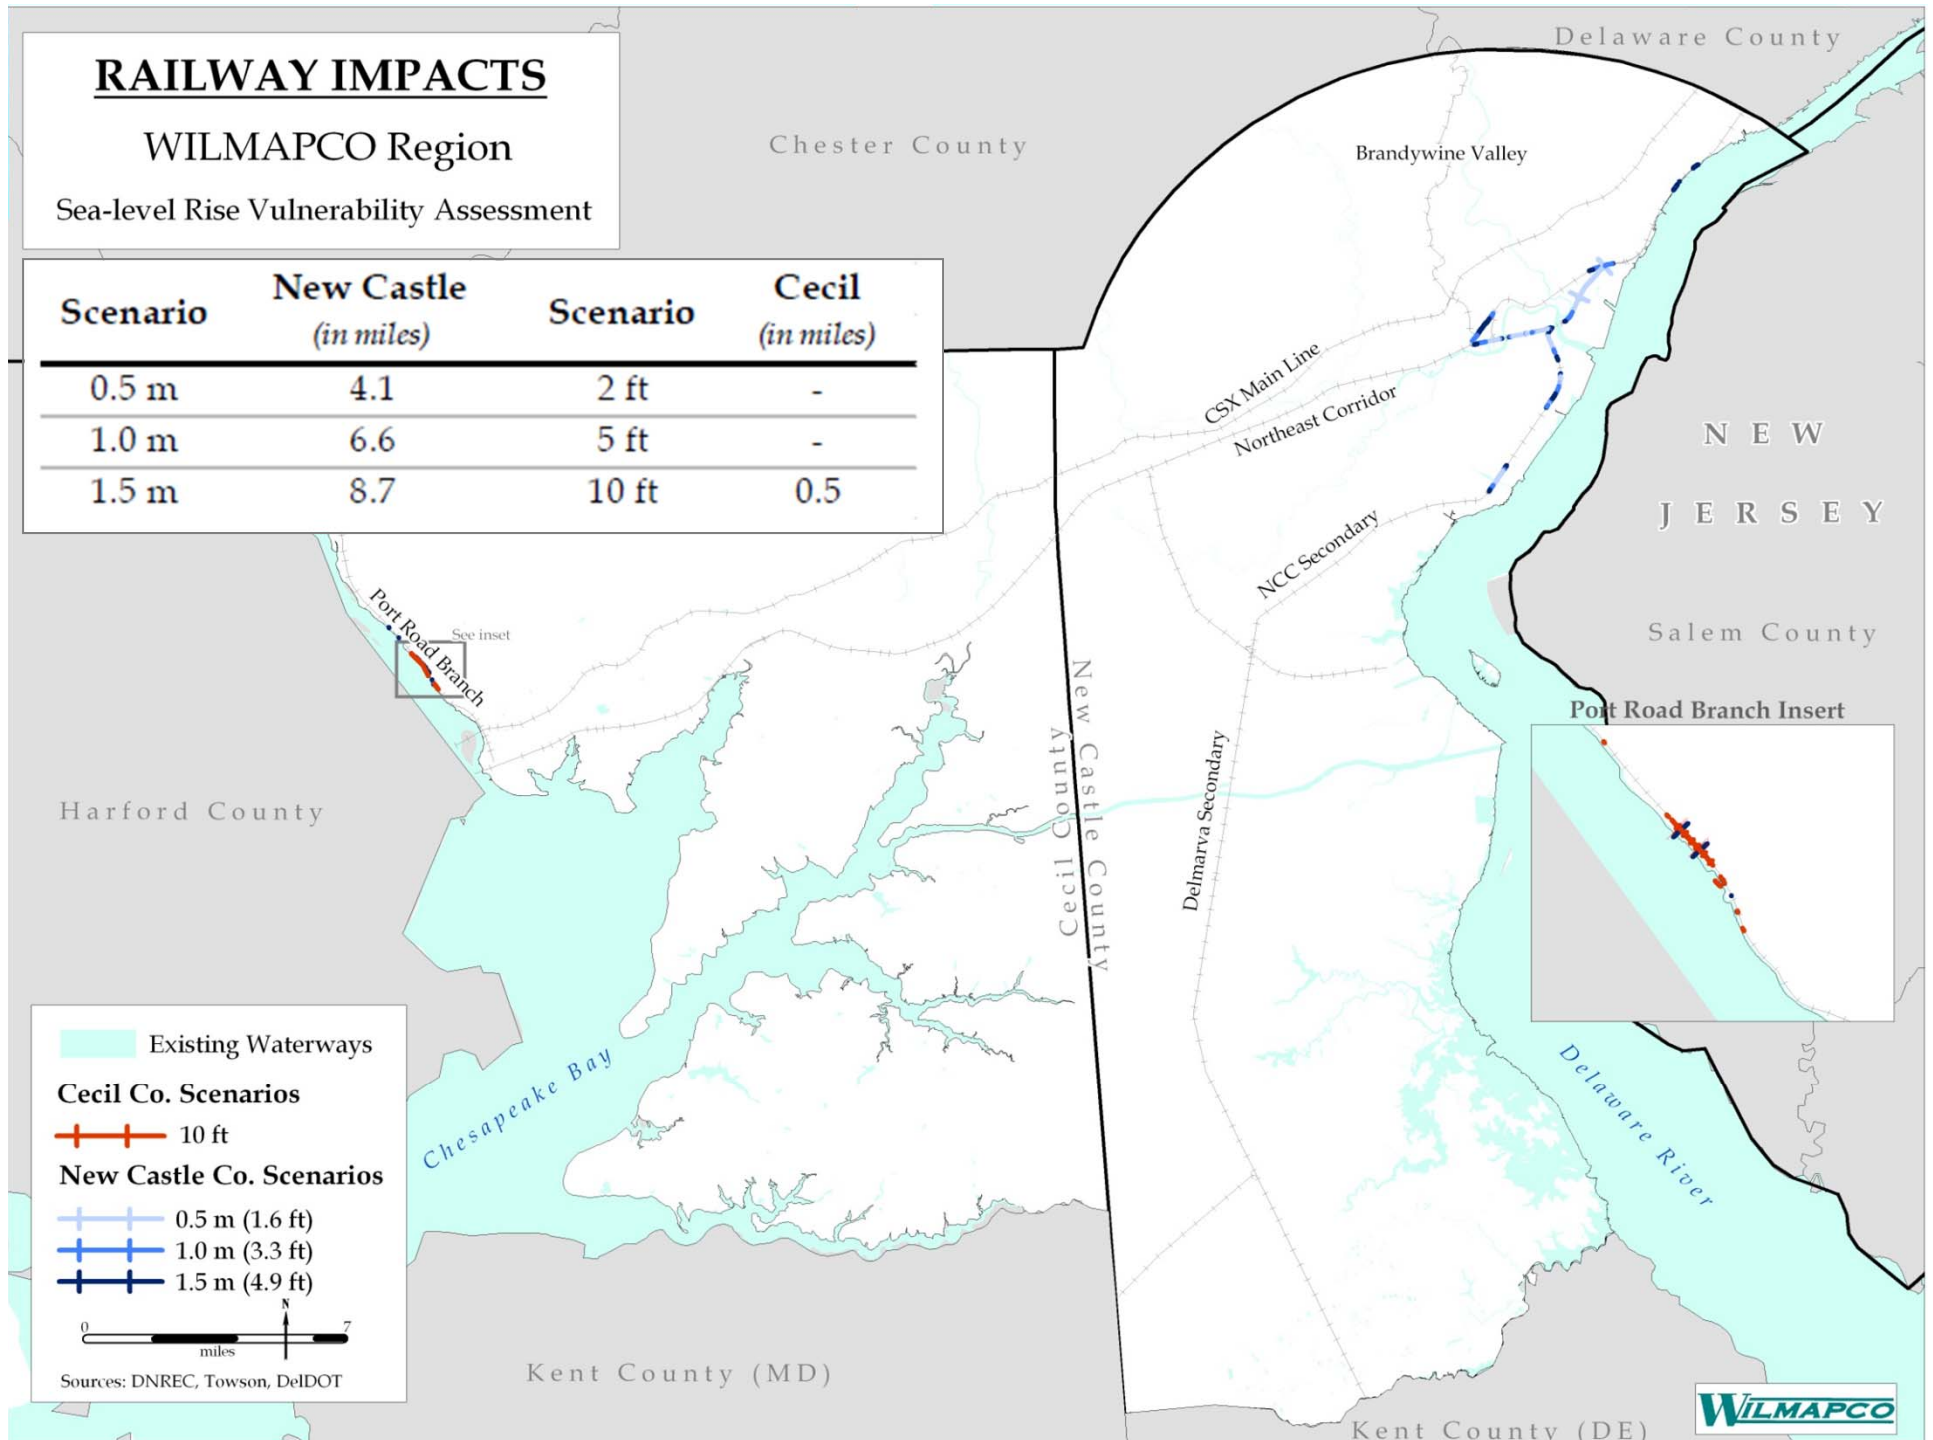 RAILWAY IMPACTS
WILMAPCO Region
Sea-level Rise Vulnerability Assessment
Scenario New Castle (in miles) Scenario Cecil (in miles)
0.5 m 4.1 2 ft -
1.0 m 6.6 5 ft -
1.5 m 8.7 10 ft 0.5
Delaware County
Chester County
Brandywine Valley
CSX Main Line
Northeast Corridor
NEW
JERSEY
NCC Secondary
Salem County
Port Road Branch
See inset
Port Road Branch Insert
New Castle County
Cecil County
Delmarva Secondary
Harford County
Chesapeake Bay
Delaware River
Existing Waterways
Cecil Co. Scenarios
10 ft
New Castle Co. Scenarios
0.5 m (1.6 ft)
1.0 m (3.3 ft)
1.5 m (4.9 ft)
N
0 7
miles
Sources: DNREC, Towson, DelDOT
Kent County (MD)
Kent County (DE)
WILMAPCO